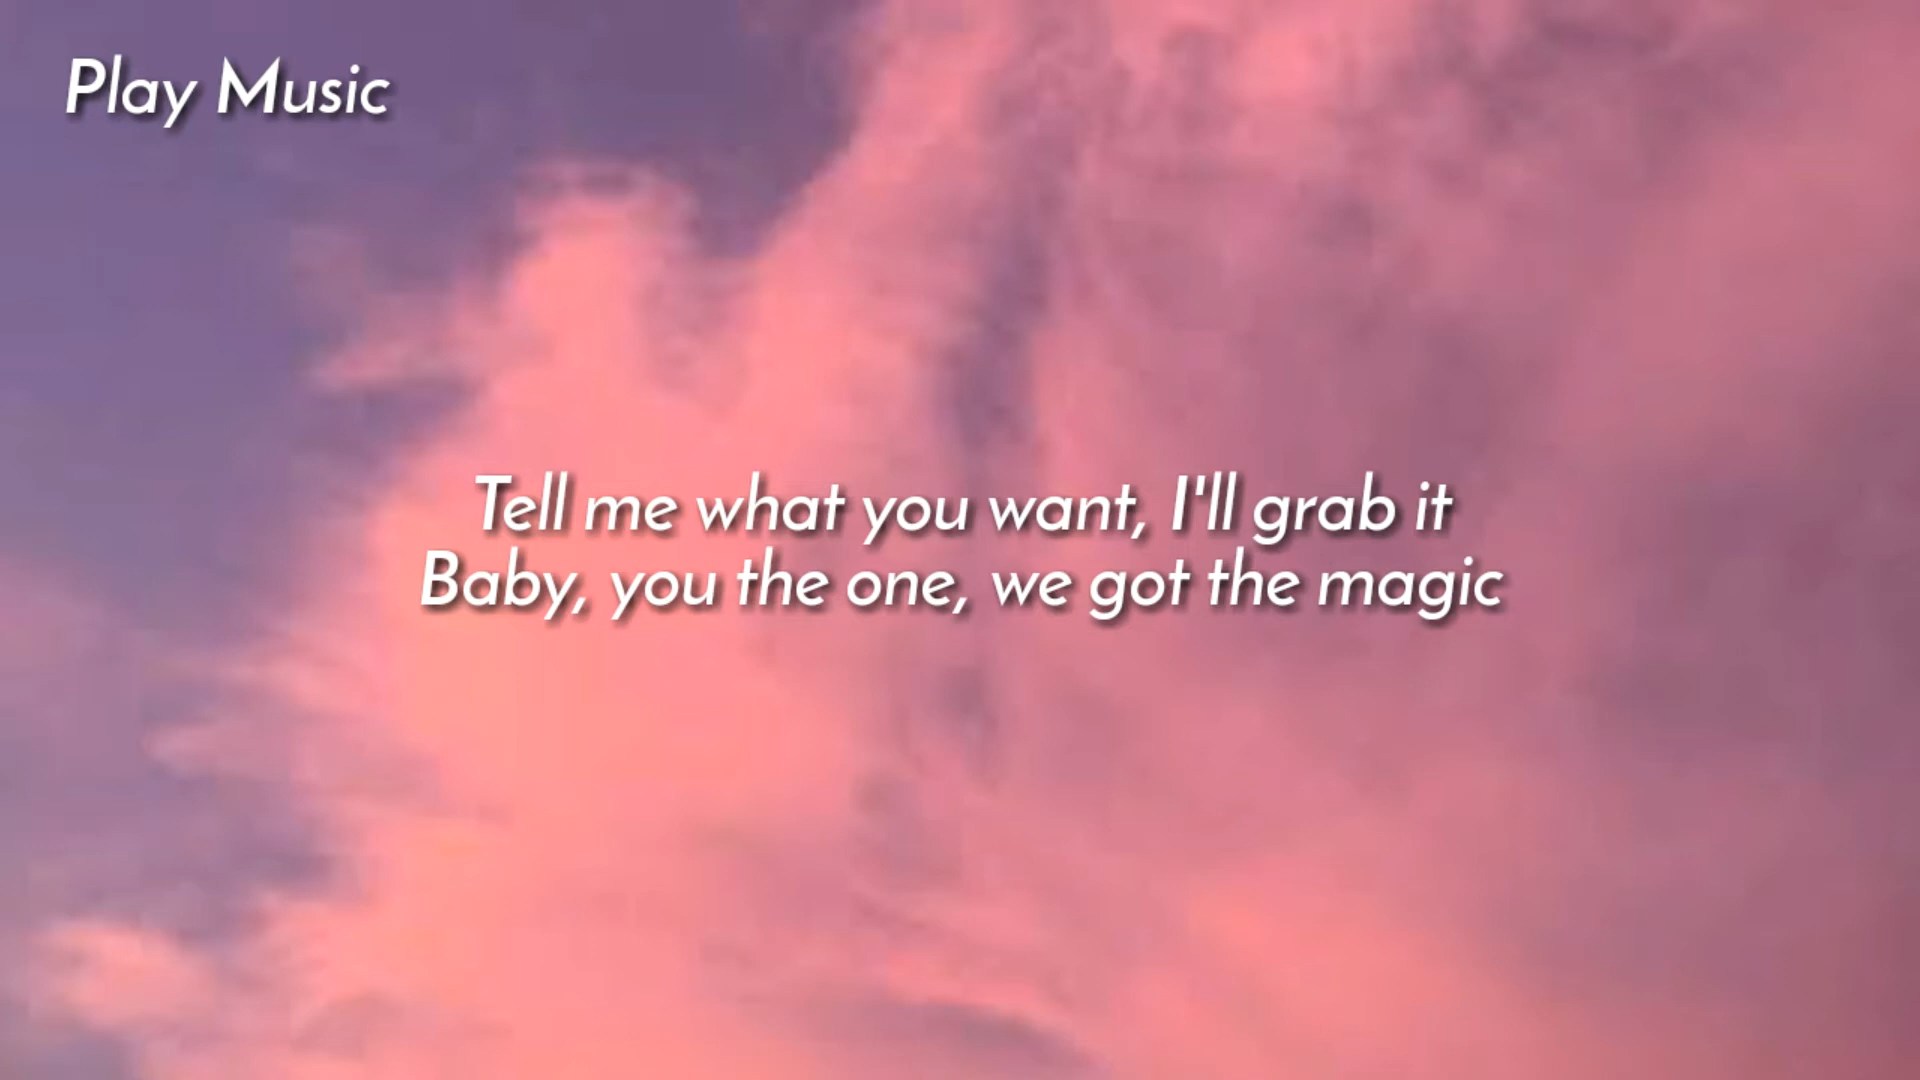 Play Music
Tell me what you want, I'll grab it
Baby, you the one, we got the magic